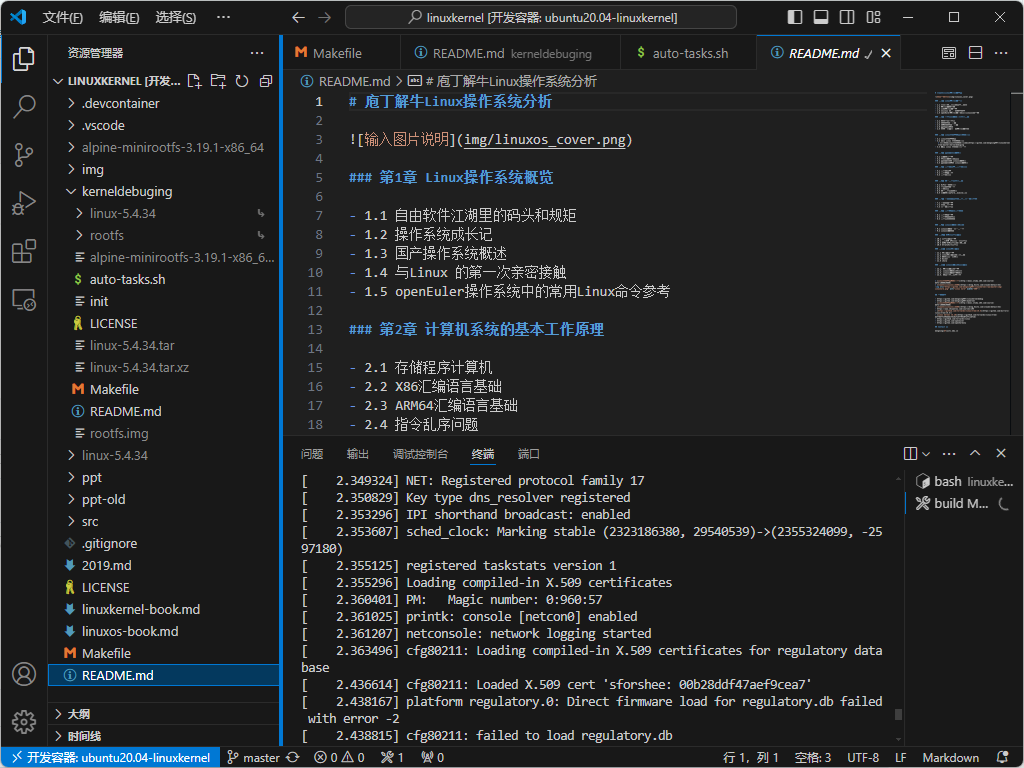 文件(F) 编辑(E) 选择(S) ··· linuxkernel [开发容器: ubuntu20.04-linuxkernel]
资源管理器 ···
LINUXKERNEL [开发...
.devcontainer
.vscode
alpine-minirootfs-3.19.1-x86_64
img
kerneldebuging
linux-5.4.34
rootfs
alpine-minirootfs-3.19.1-x86_6...
$ auto-tasks.sh
init
LICENSE
linux-5.4.34.tar
linux-5.4.34.tar.xz
Makefile
README.md
rootfs.img
linux-5.4.34
ppt
ppt-old
src
.gitignore
2019.md
LICENSE
linuxkernel-book.md
linuxos-book.md
Makefile
README.md
大纲
时间线
Makefile README.md kerneldebuging $ auto-tasks.sh README.md
README.md > # 庖丁解牛Linux操作系统分析
1 # 庖丁解牛Linux操作系统分析
2
3 ![输入图片说明](img/linuxos_cover.png)
4
5 ### 第1章 Linux操作系统概览
6
7 - 1.1 自由软件江湖里的码头和规矩
8 - 1.2 操作系统成长记
9 - 1.3 国产操作系统概述
10 - 1.4 与Linux 的第一次亲密接触
11 - 1.5 openEuler操作系统中的常用Linux命令参考
12
13 ### 第2章 计算机系统的基本工作原理
14
15 - 2.1 存储程序计算机
16 - 2.2 X86汇编语言基础
17 - 2.3 ARM64汇编语言基础
18 - 2.4 指令乱序问题
问题 输出 调试控制台 终端 端口
[    2.349324] NET: Registered protocol family 17
[    2.350829] Key type dns_resolver registered
[    2.353296] IPI shorthand broadcast: enabled
[    2.353607] sched_clock: Marking stable (2323186380, 29540539)->(2355324099, -25
97180)
[    2.355125] registered taskstats version 1
[    2.355296] Loading compiled-in X.509 certificates
[    2.360401] PM:   Magic number: 0:960:57
[    2.361025] printk: console [netcon0] enabled
[    2.361207] netconsole: network logging started
[    2.363496] cfg80211: Loading compiled-in X.509 certificates for regulatory data
base
[    2.436614] cfg80211: Loaded X.509 cert 'sforshee: 00b28ddf47aef9cea7'
[    2.438167] platform regulatory.0: Direct firmware load for regulatory.db failed
 with error -2
[    2.438815] cfg80211: failed to load regulatory.db
bash linuxke...
build M...
开发容器: ubuntu20.04-linuxkernel master 0 0 1 0 行 1, 列 1 空格: 3 UTF-8 LF Markdown